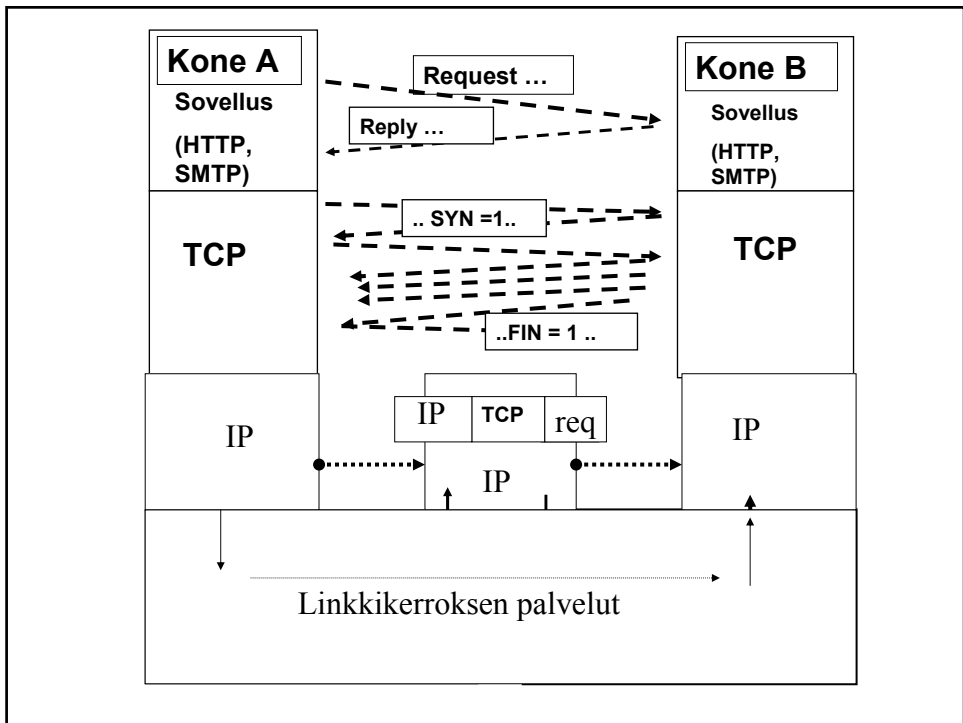 Kone A
Sovellus
(HTTP,
SMTP)
Request …
Reply …
Kone B
Sovellus
(HTTP,
SMTP)
TCP
.. SYN =1..
TCP
..FIN = 1 ..
IP
IP TCP req
IP
IP
Linkkikerroksen palvelut